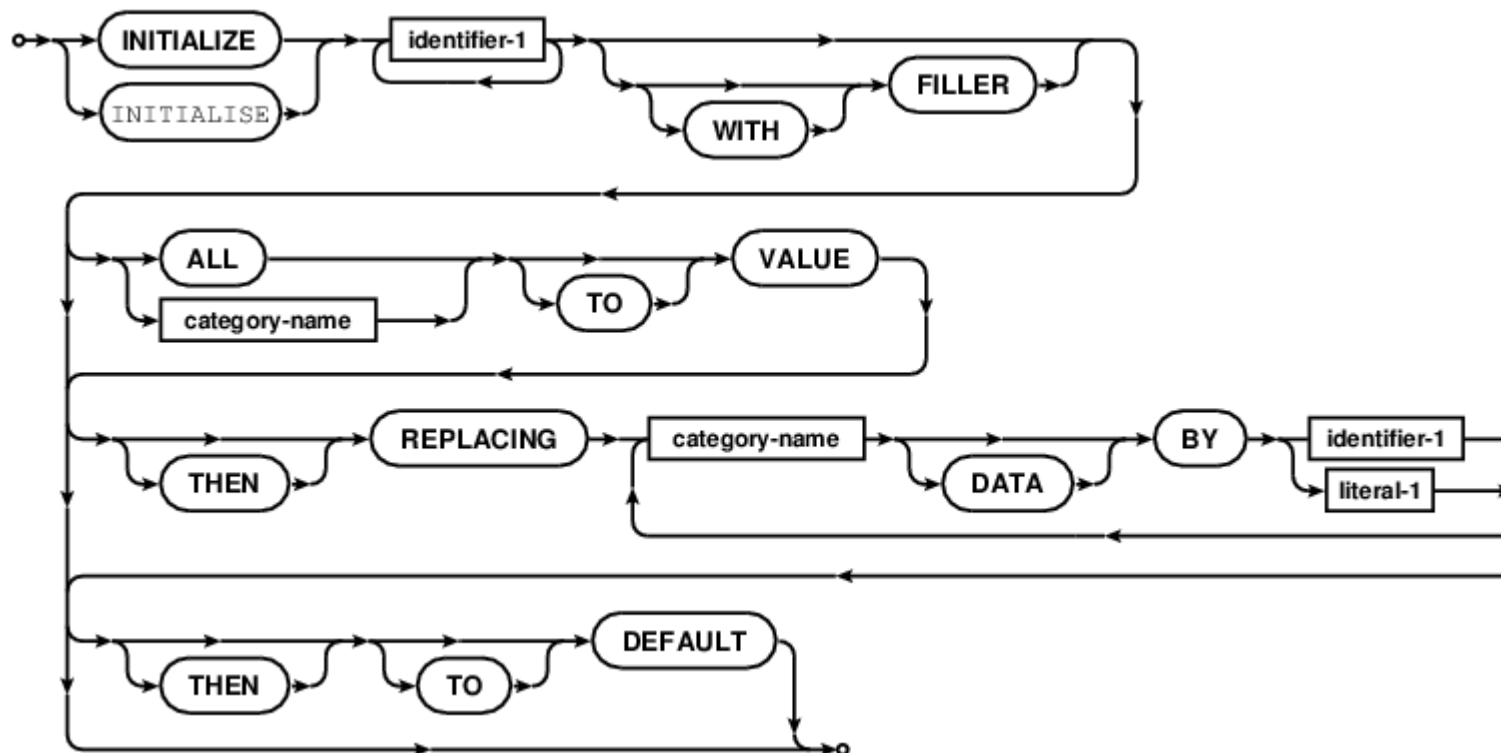 INITIALIZE identifier-1
INITIALISE WITH FILLER
ALL TO VALUE
category-name
THEN REPLACING category-name DATA BY identifier-1
literal-1
THEN TO DEFAULT